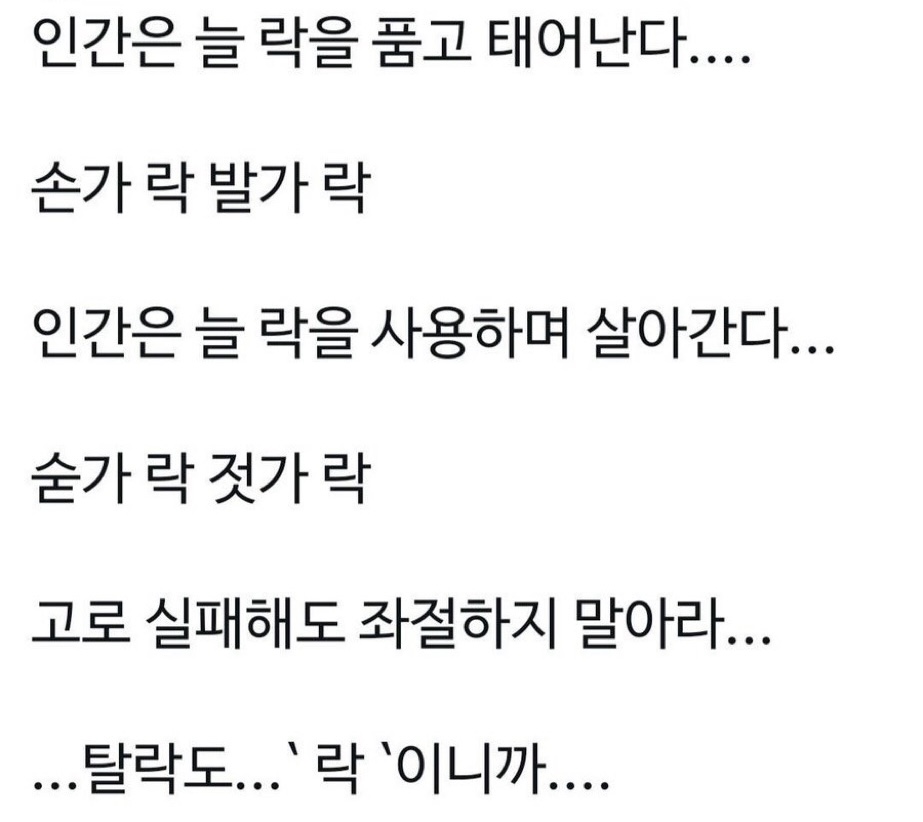 인간은 늘 락을 품고 태어난다....
손가 락 발가 락
인간은 늘 락을 사용하며 살아간다...
숟가 락 젓가 락
고로 실패해도 좌절하지 말아라...
...탈락도...‵ 락 ‵이니까....